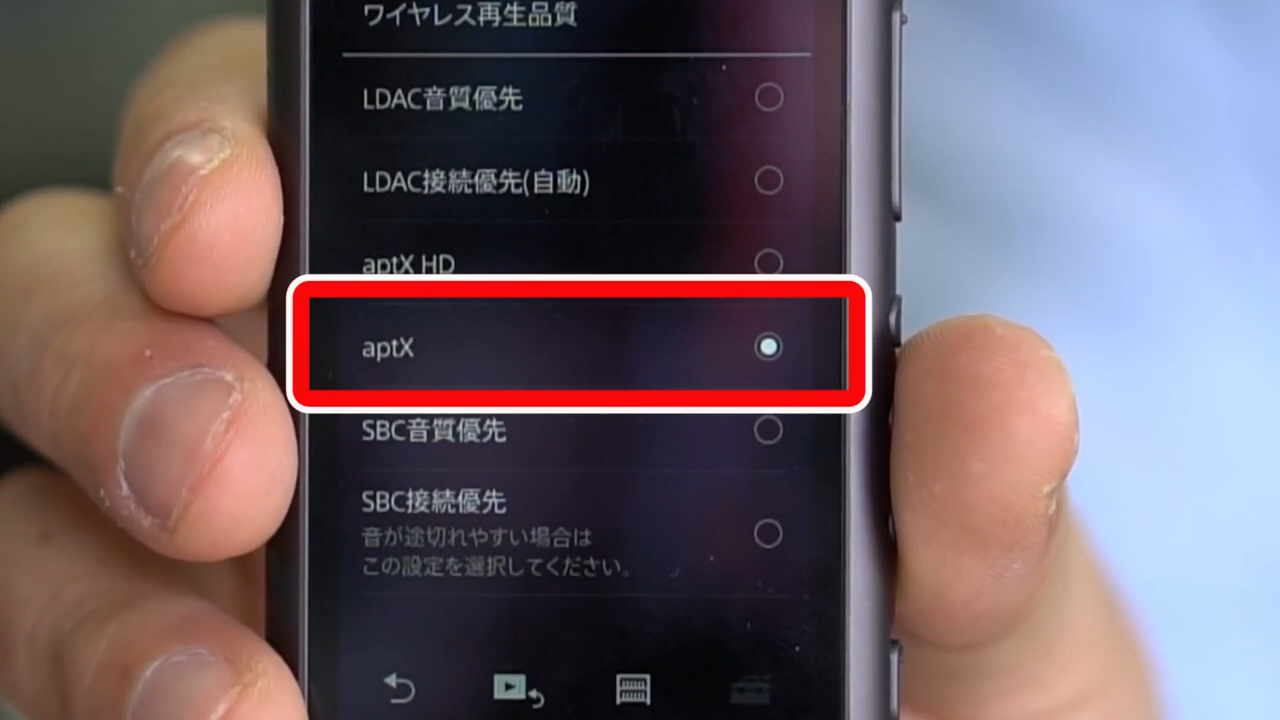 ワイヤレス再生品質
LDAC音質優先
LDAC接続優先(自動)
aptX HD
aptX
SBC音質優先
SBC接続優先
音が途切れやすい場合は
この設定を選択してください。